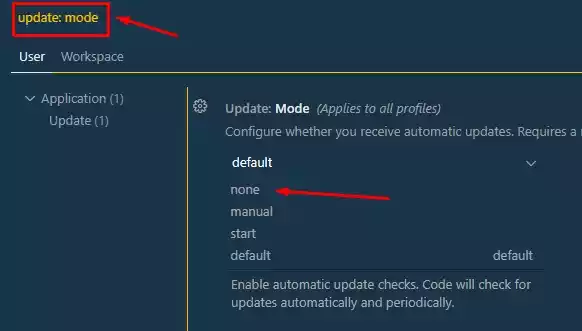 update: mode
User Workspace
Application (1)
Update (1)
Update: Mode (Applies to all profiles)
Configure whether you receive automatic updates. Requires a
default
none
manual
start
default default
Enable automatic update checks. Code will check for
updates automatically and periodically.